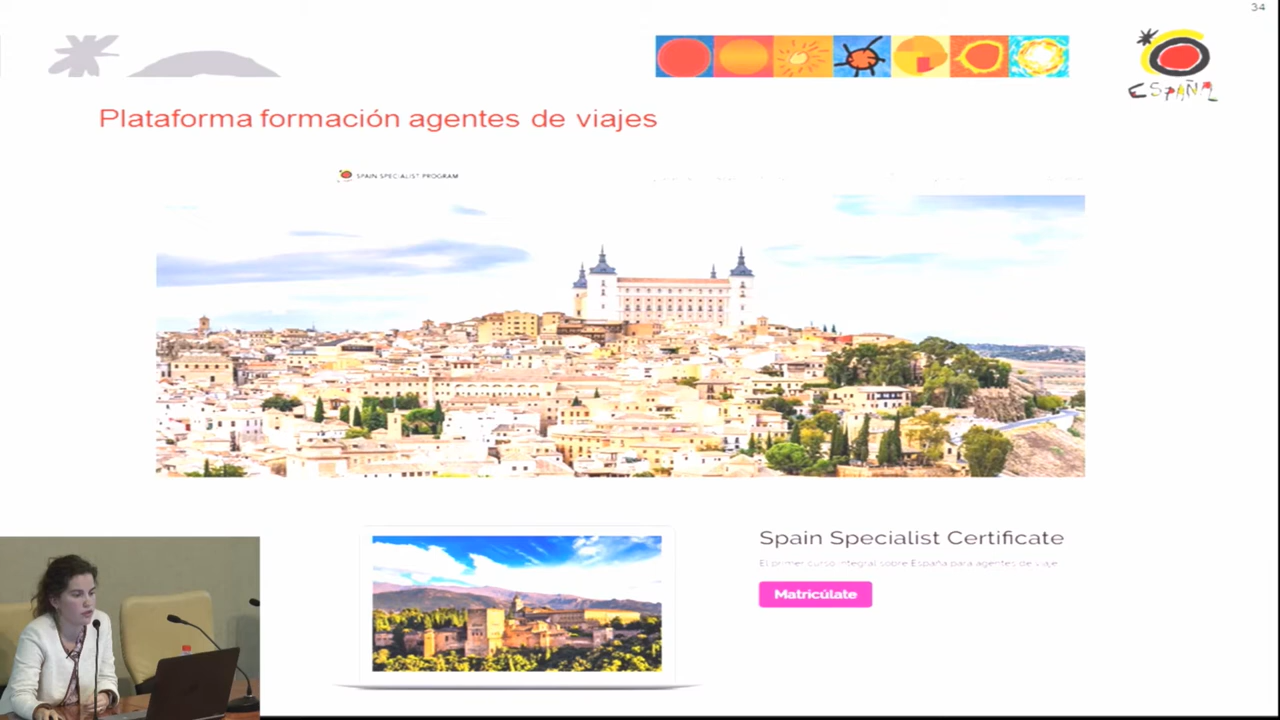 34
ESPAÑA
Plataforma formación agentes de viajes
SPAIN SPECIALIST PROGRAM
Spain Specialist Certificate
El primer curso integral sobre España para agentes de viaje
Matricúlate